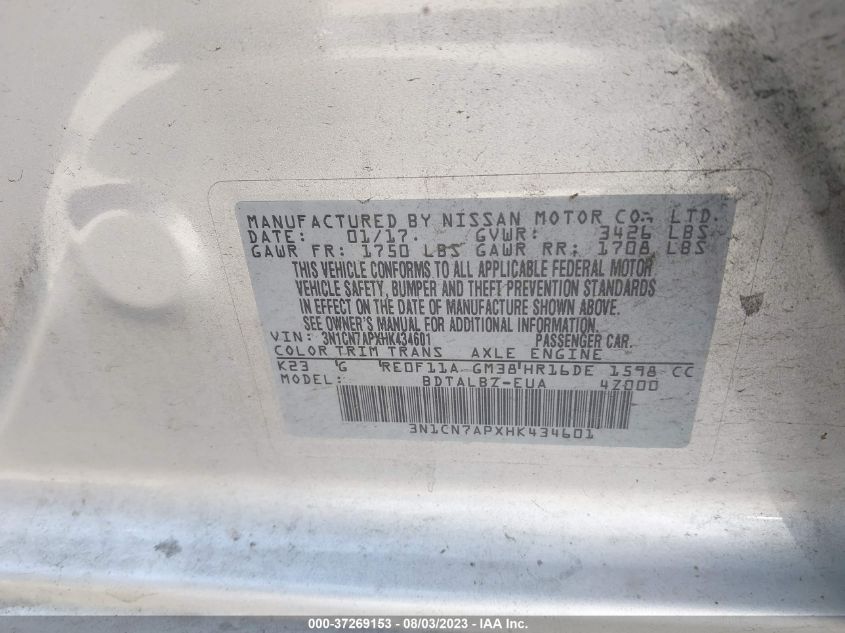 MANUFACTURED BY NISSAN MOTOR CO., LTD.
DATE: 01/17. GVWR: 3426 LBS
GAWR FR: 1750 LBS GAWR RR: 1708 LBS
THIS VEHICLE CONFORMS TO ALL APPLICABLE FEDERAL MOTOR
VEHICLE SAFETY, BUMPER AND THEFT PREVENTION STANDARDS
IN EFFECT ON THE DATE OF MANUFACTURE SHOWN ABOVE.
SEE OWNER'S MANUAL FOR ADDITIONAL INFORMATION.
VIN: 3N1CN7APXHK434601 PASSENGER CAR.
COLOR TRIM TRANS AXLE ENGINE
K23 G RE0F11A GM38 HR16DE 1598 CC
MODEL: BDTALBZ-EUA 4Z000
3N1CN7APXHK434601
000-37269153 - 08/03/2023 - IAA Inc.